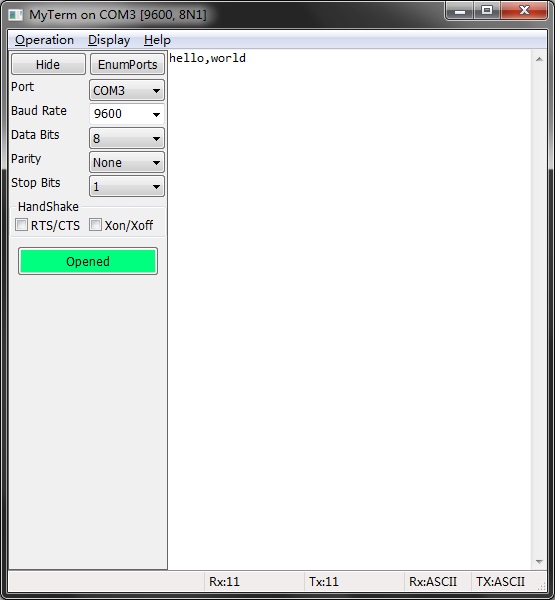 MyTerm on COM3 [9600, 8N1]
Operation Display Help
Hide EnumPorts
Port COM3
Baud Rate 9600
Data Bits 8
Parity None
Stop Bits 1
HandShake
RTS/CTS Xon/Xoff
Opened
hello,world
Rx:11 Tx:11 Rx:ASCII TX:ASCII